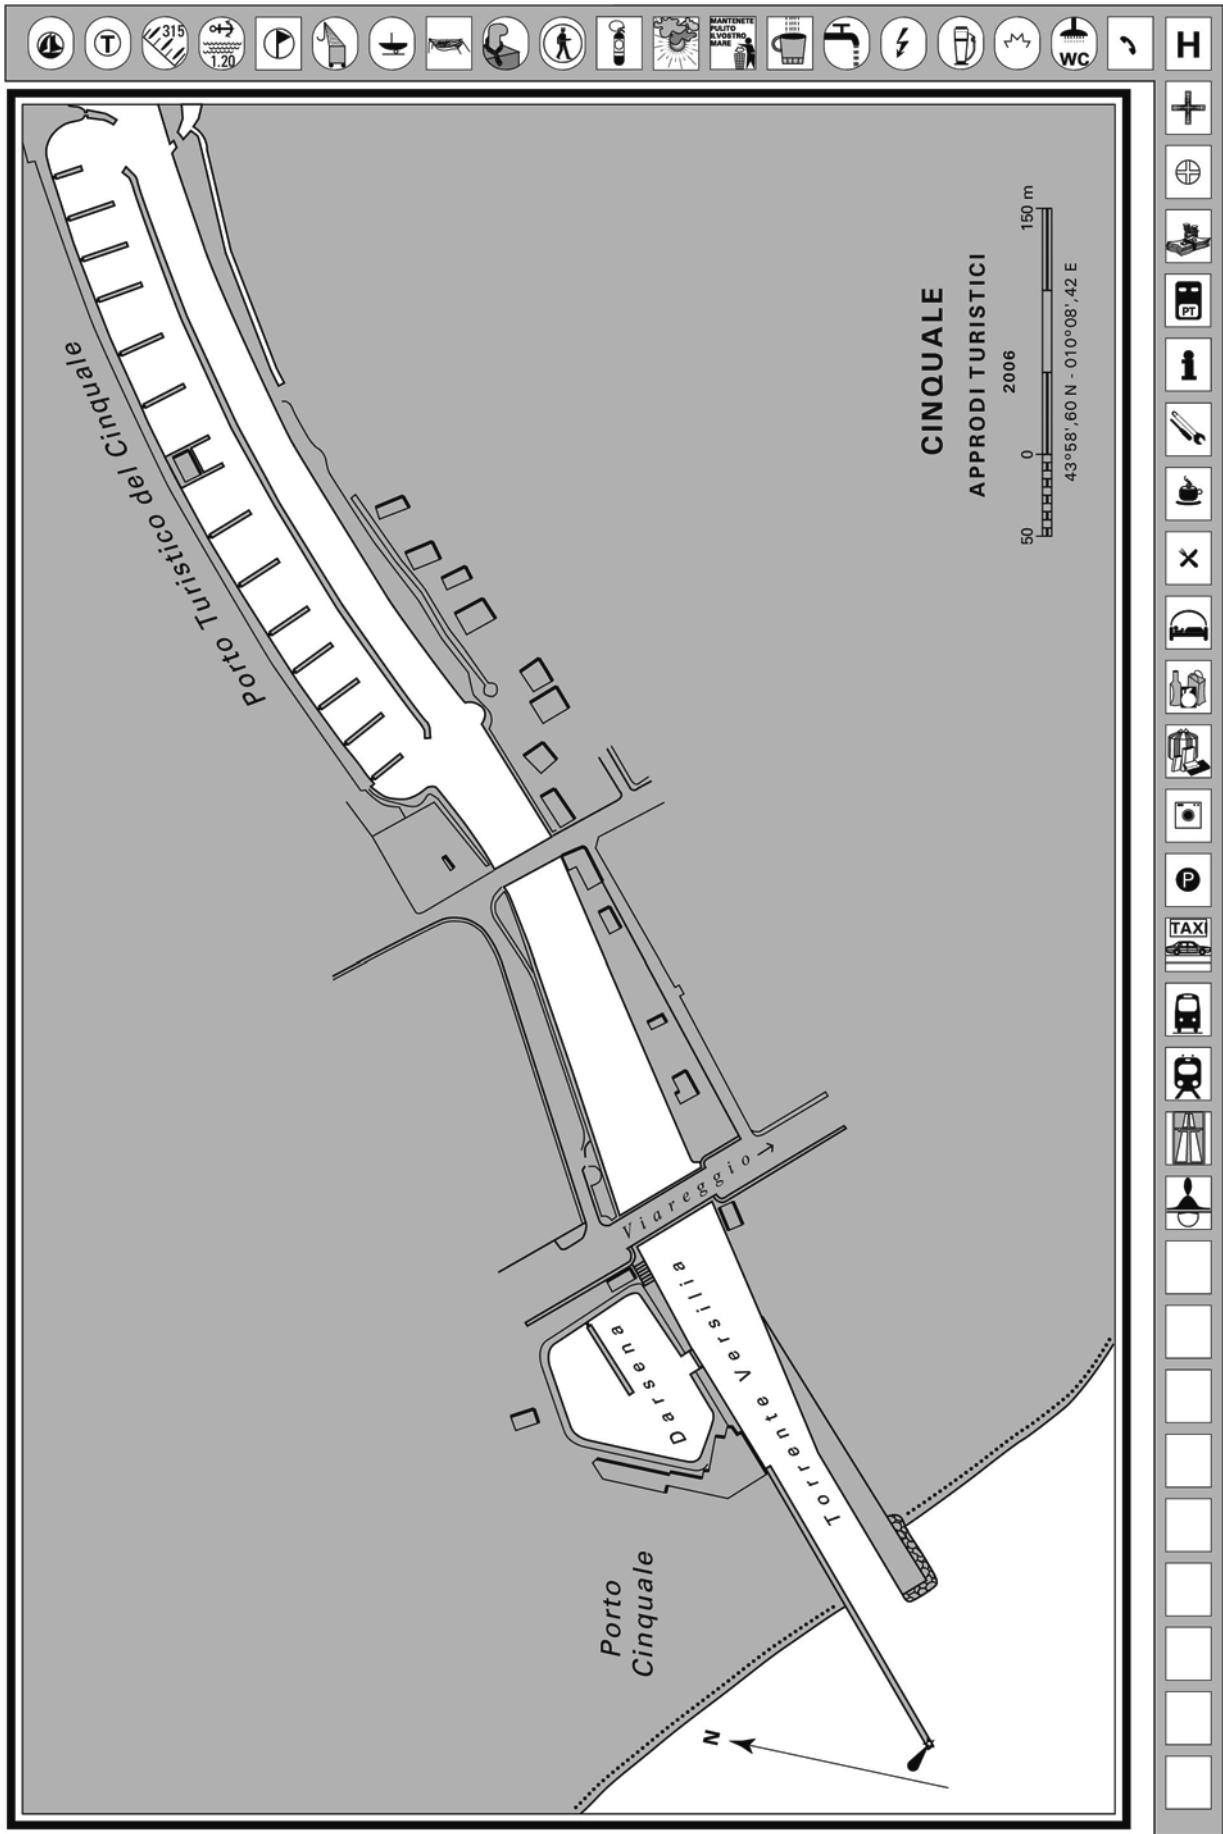 T
315
1.20
MANTENETE
PULITO
IL VOSTRO
MARE
WC
H
PT
i
P
TAXI
Porto Turistico del Cinquale
CINQUALE
APPRODI TURISTICI
2006
50 0 150 m
43°58',60 N - 010°08',42 E
Viareggio →
Torrente Versilia
Darsena
Porto
Cinquale
N